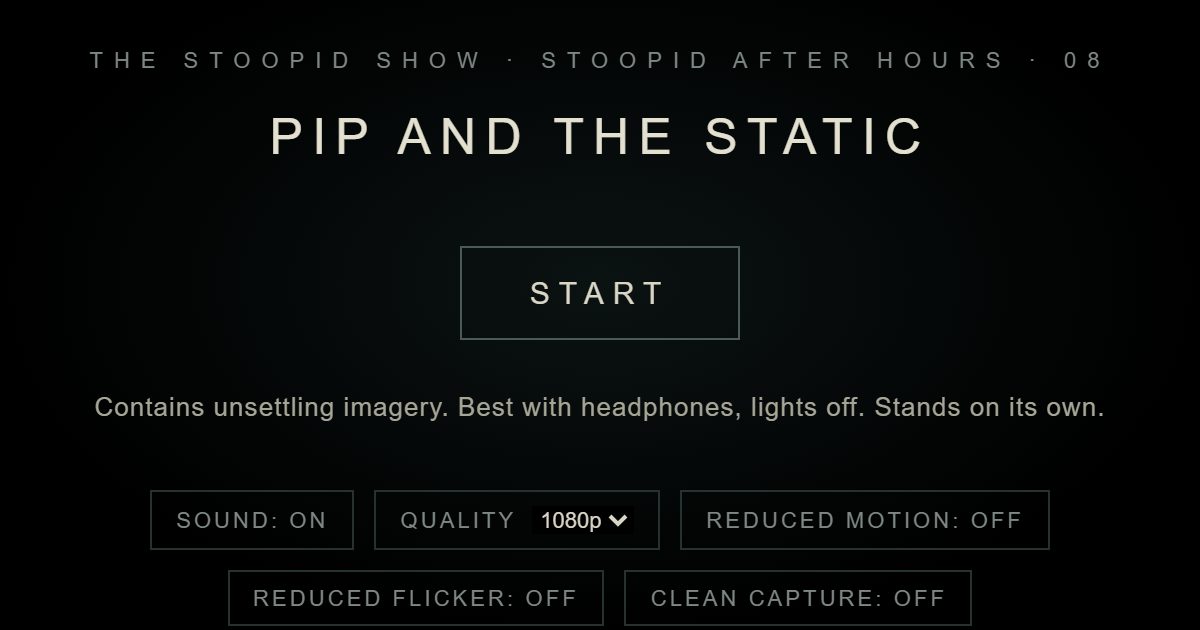 THE STOOPID SHOW · STOOPID AFTER HOURS · 08
PIP AND THE STATIC
START
Contains unsettling imagery. Best with headphones, lights off. Stands on its own.
SOUND: ON QUALITY 1080p REDUCED MOTION: OFF
REDUCED FLICKER: OFF CLEAN CAPTURE: OFF